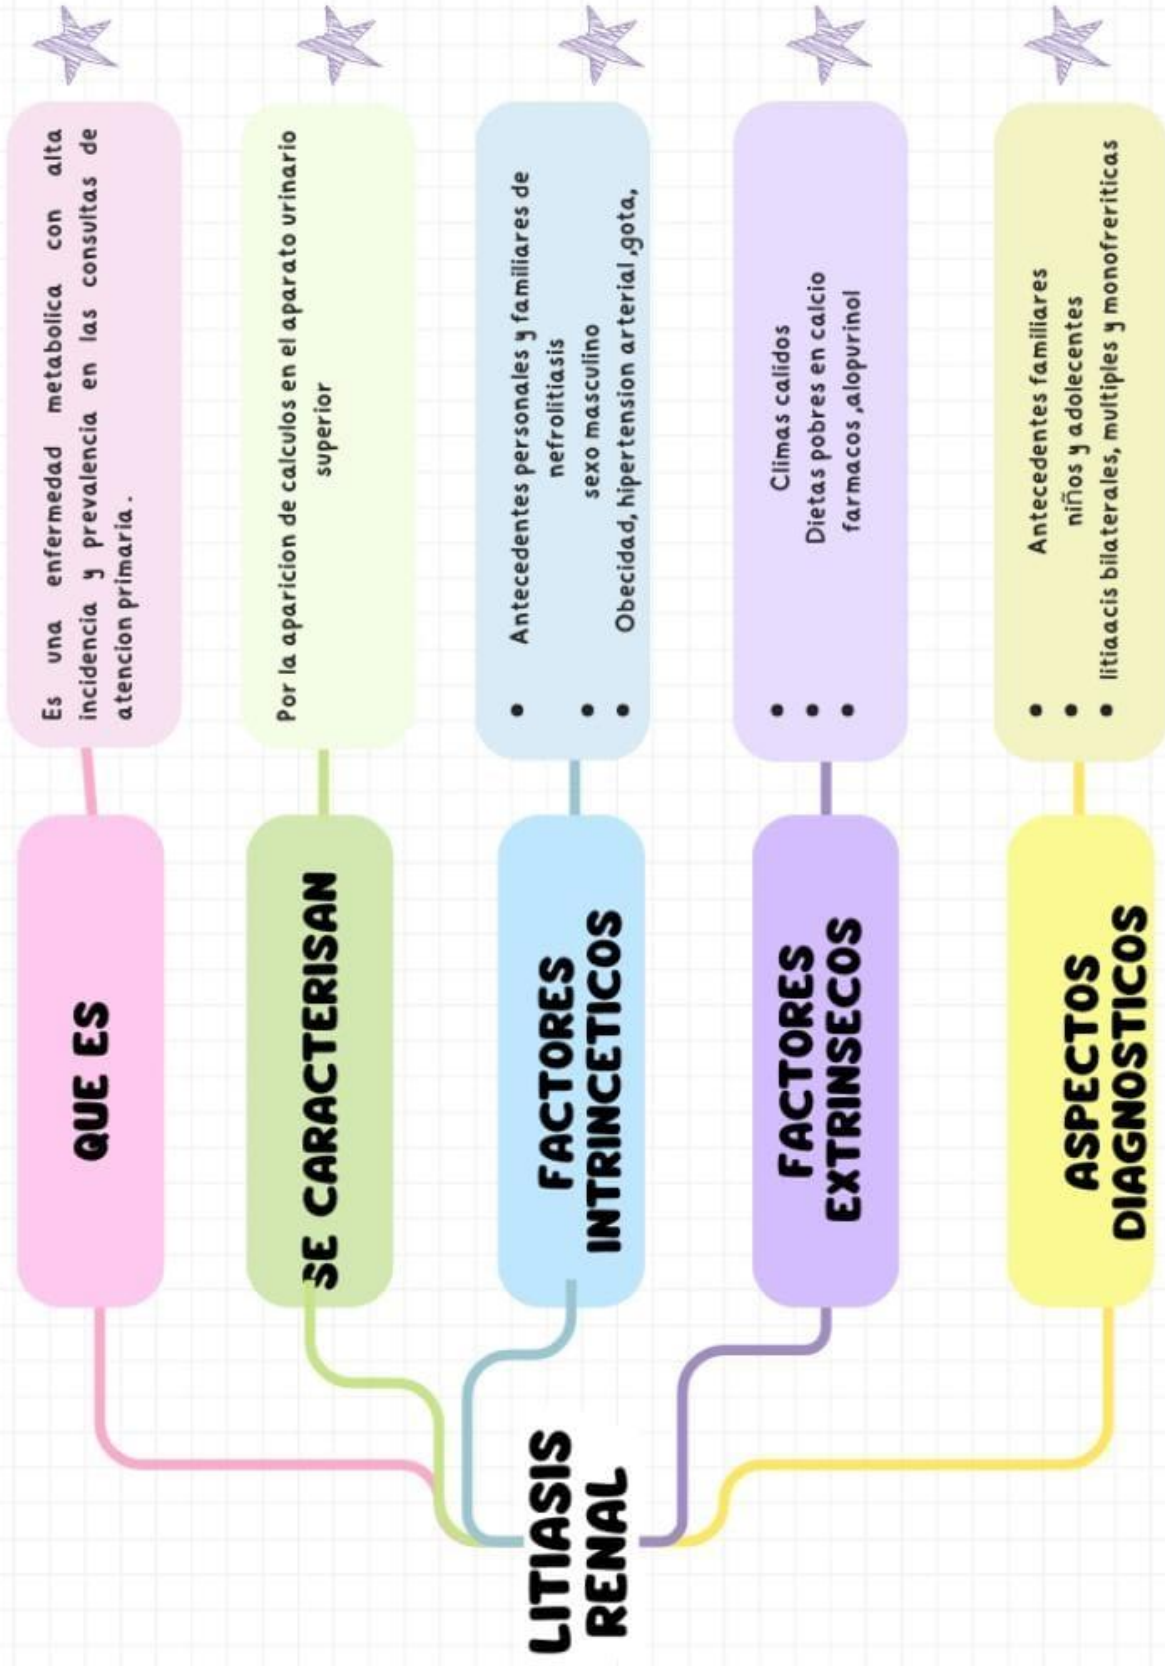 LITIASIS
RENAL
QUE ES
Es una enfermedad metabolica con alta
incidencia y prevalencia en las consultas de
atencion primaria.
SE CARACTERISAN
Por la aparicion de calculos en el aparato urinario
superior
FACTORES
INTRINCETICOS
• Antecedentes personales y familiares de
nefrolitiasis
• sexo masculino
• Obecidad, hipertension arterial ,gota,
FACTORES
EXTRINSECOS
• Climas calidos
• Dietas pobres en calcio
• farmacos ,alopurinol
ASPECTOS
DIAGNOSTICOS
• Antecedentes familiares
• niños y adolecentes
• litiaacis bilaterales, multiples y monofreriticas